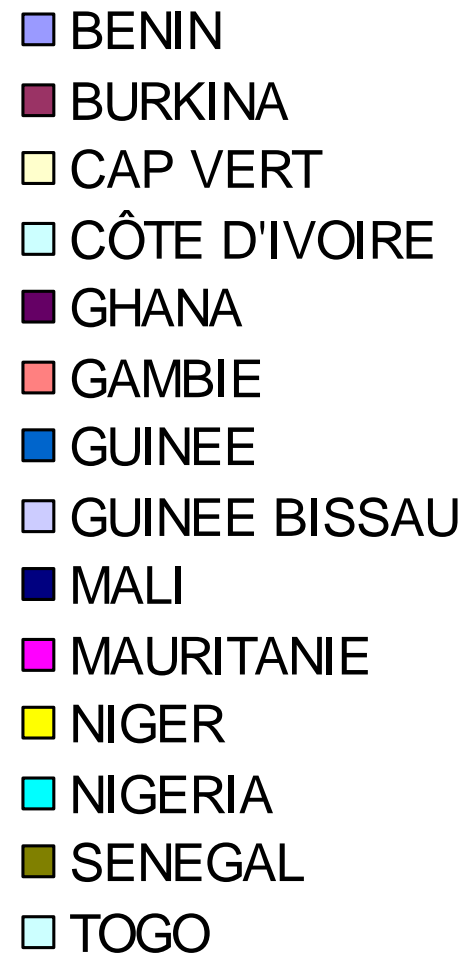 BENIN
BURKINA
CAP VERT
CÔTE D'IVOIRE
GHANA
GAMBIE
GUINEE
GUINEE BISSAU
MALI
MAURITANIE
NIGER
NIGERIA
SENEGAL
TOGO